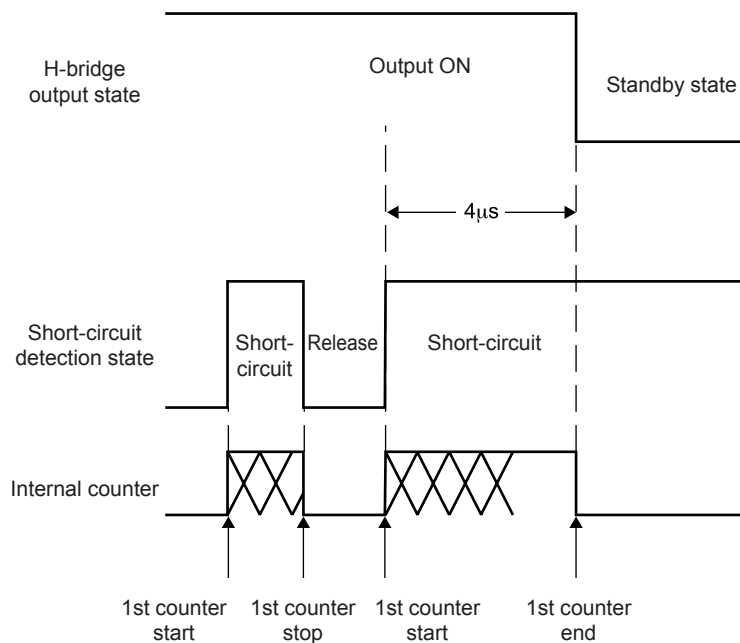 H-bridge
output state
Output ON
Standby state
4μs
Short-circuit
detection state
Short-
circuit
Release
Short-circuit
Internal counter
1st counter
start
1st counter
stop
1st counter
start
1st counter
end